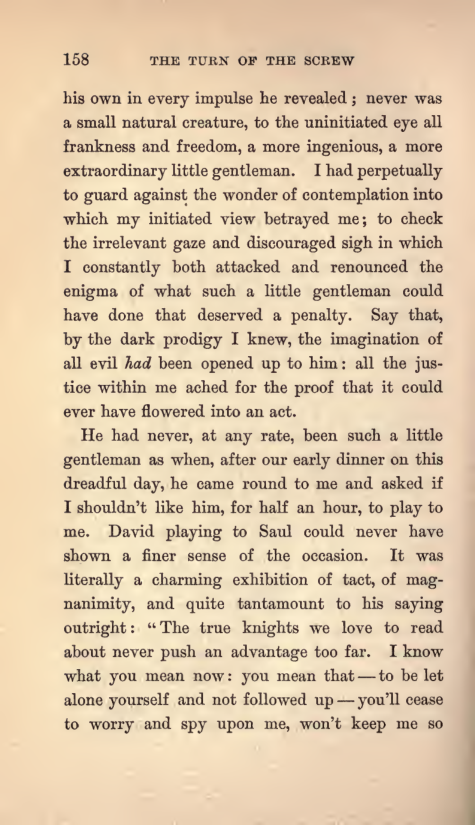 158 THE TURN OF THE SCREW
his own in every impulse he revealed ; never was
a small natural creature, to the uninitiated eye all
frankness and freedom, a more ingenious, a more
extraordinary little gentleman. I had perpetually
to guard against the wonder of contemplation into
which my initiated view betrayed me ; to check
the irrelevant gaze and discouraged sigh in which
I constantly both attacked and renounced the
enigma of what such a little gentleman could
have done that deserved a penalty. Say that,
by the dark prodigy I knew, the imagination of
all evil had been opened up to him : all the jus-
tice within me ached for the proof that it could
ever have flowered into an act.
He had never, at any rate, been such a little
gentleman as when, after our early dinner on this
dreadful day, he came round to me and asked if
I shouldn't like him, for half an hour, to play to
me. David playing to Saul could never have
shown a finer sense of the occasion. It was
literally a charming exhibition of tact, of mag-
nanimity, and quite tantamount to his saying
outright : "The true knights we love to read
about never push an advantage too far. I know
what you mean now : you mean that — to be let
alone yourself and not followed up — you'll cease
to worry and spy upon me, won't keep me so